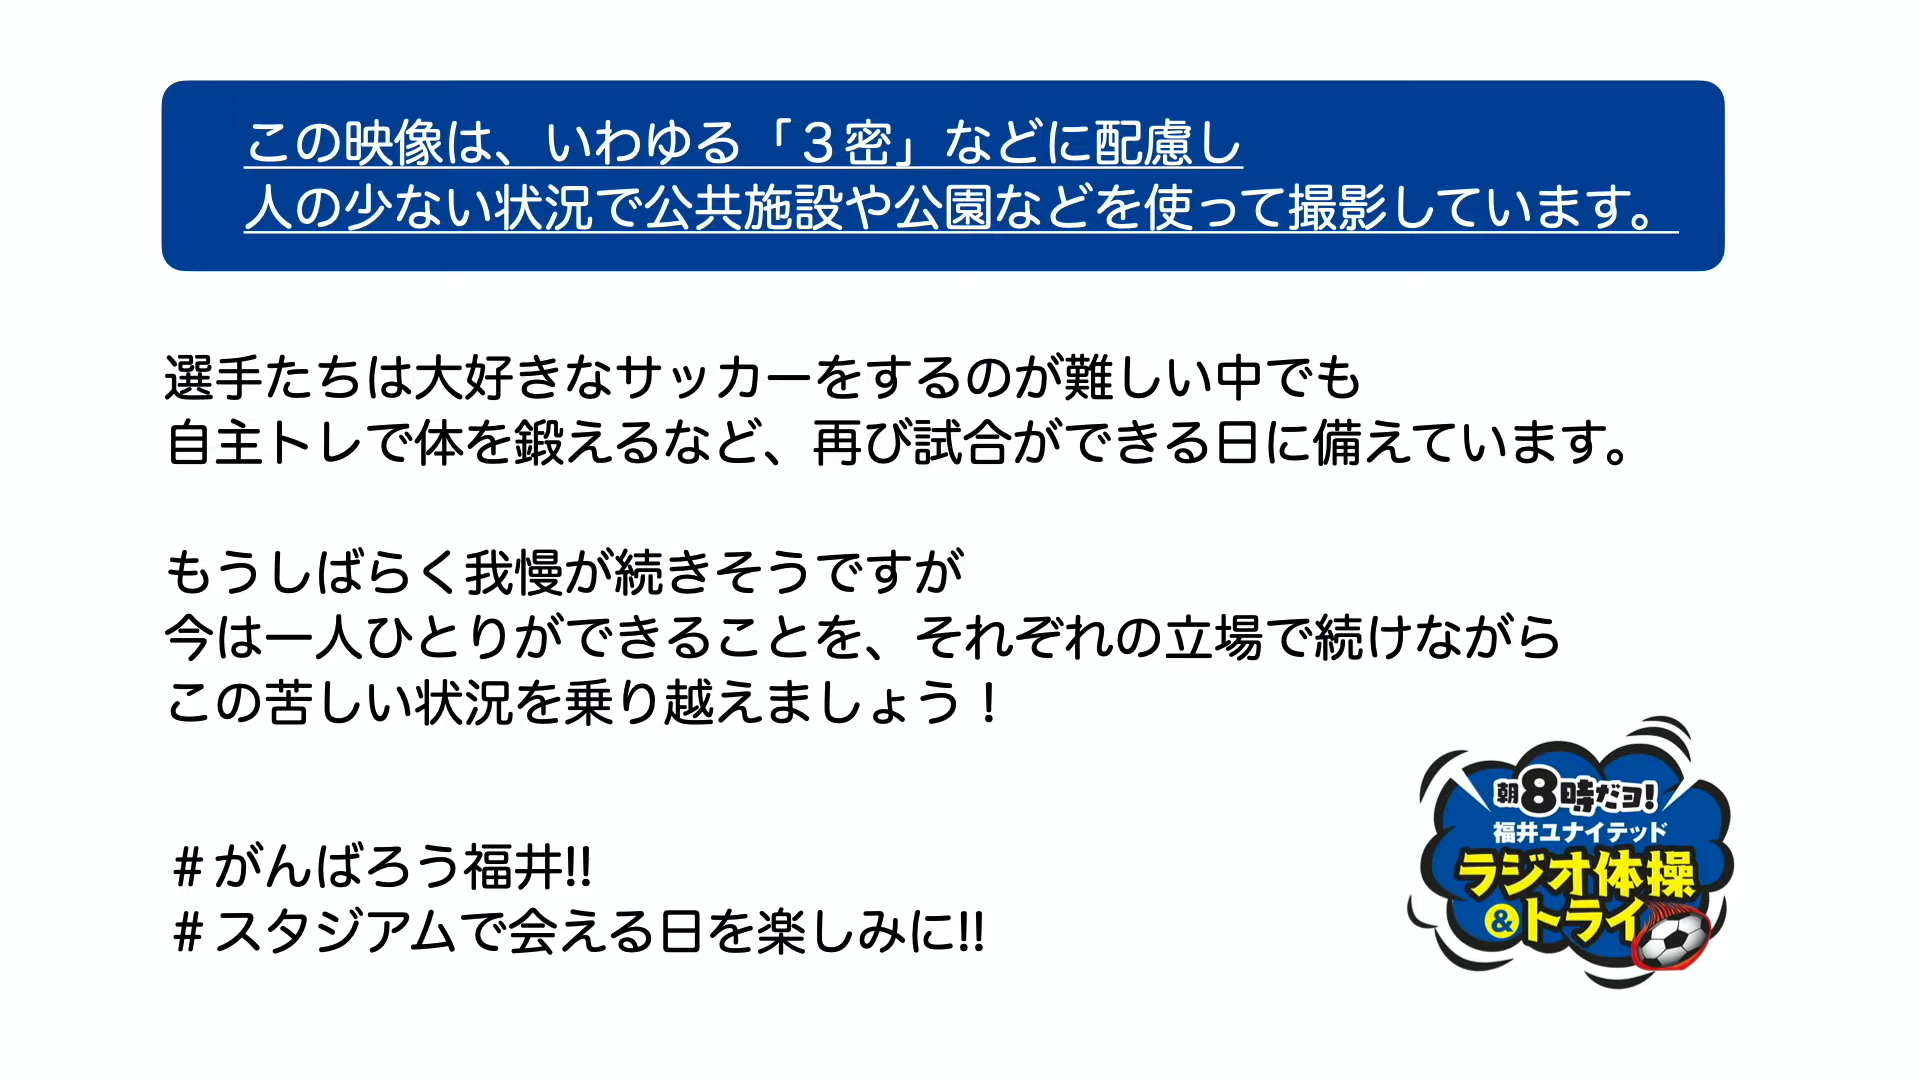 この映像は、いわゆる「３密」などに配慮し
人の少ない状況で公共施設や公園などを使って撮影しています。
選手たちは大好きなサッカーをするのが難しい中でも
自主トレで体を鍛えるなど、再び試合ができる日に備えています。
もうしばらく我慢が続きそうですが
今は一人ひとりができることを、それぞれの立場で続けながら
この苦しい状況を乗り越えましょう！
＃がんばろう福井!!
＃スタジアムで会える日を楽しみに!!
朝8時だヨ!
福井ユナイテッド
ラジオ体操
&トライ